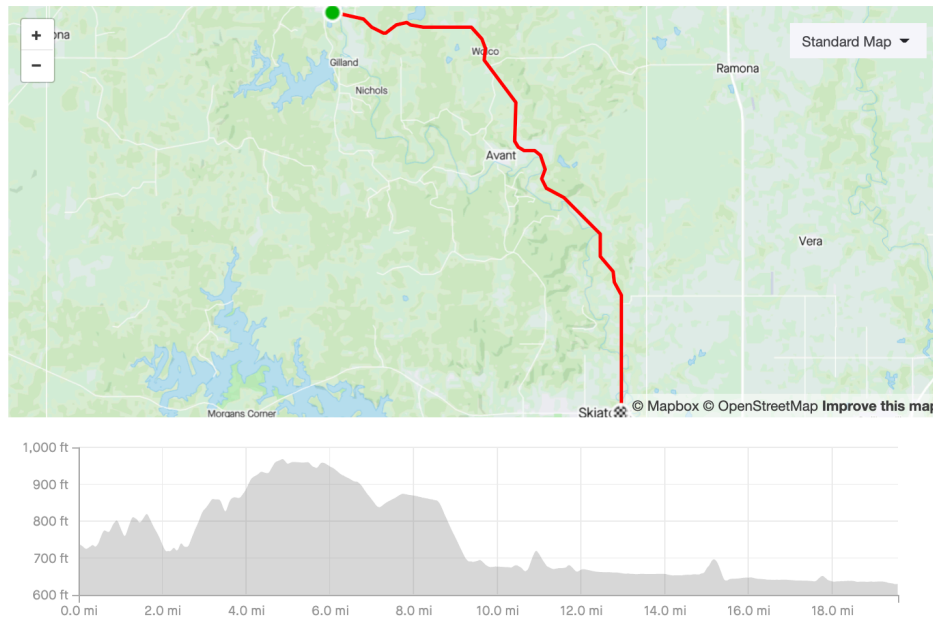 +
ona
Standard Map
−
Wolco
Gilland
Ramona
Nichols
Avant
Vera
Morgans Corner
Skiato
© Mapbox © OpenStreetMap Improve this map
1,000 ft
900 ft
800 ft
700 ft
600 ft
0.0 mi 2.0 mi 4.0 mi 6.0 mi 8.0 mi 10.0 mi 12.0 mi 14.0 mi 16.0 mi 18.0 mi